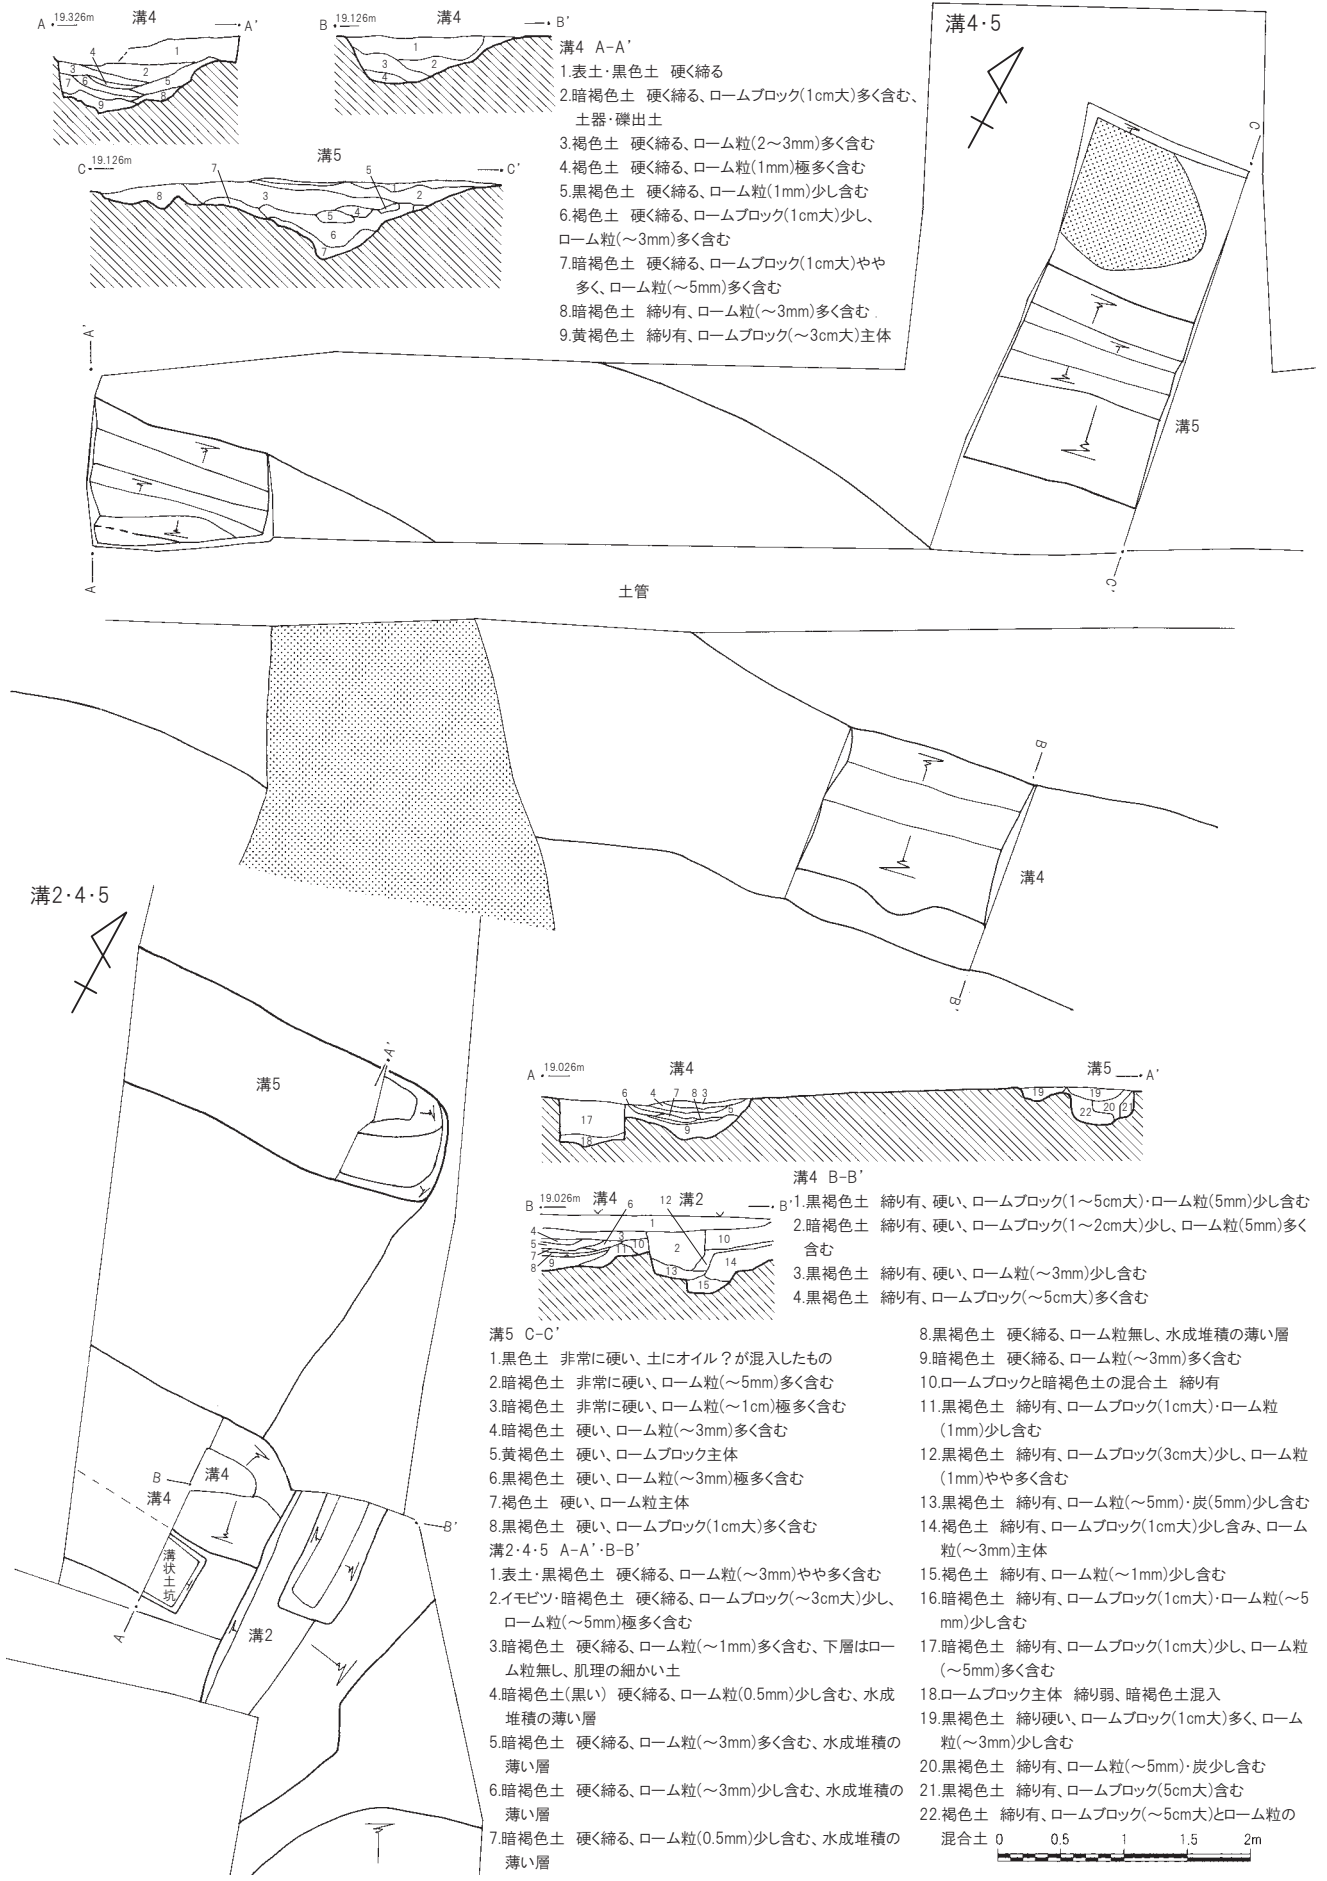 溝4
A 19.326m A'
1
2
3
4
5
6
7
8
9
溝4
B 19.126m B'
1
2
3
4
溝5
C 19.126m C'
1
2
3
4
5
5
6
7
7
8
溝4 A-A'
1.表土・黒色土 硬く締る
2.暗褐色土 硬く締る、ロームブロック(1cm大)多く含む、
土器・礫出土
3.褐色土 硬く締る、ローム粒(2～3mm)多く含む
4.褐色土 硬く締る、ローム粒(1mm)極多く含む
5.黒褐色土 硬く締る、ローム粒(1mm)少し含む
6.褐色土 硬く締る、ロームブロック(1cm大)少し、
ローム粒(～3mm)多く含む
7.暗褐色土 硬く締る、ロームブロック(1cm大)やや
多く、ローム粒(～5mm)多く含む
8.暗褐色土 締り有、ローム粒(～3mm)多く含む
9.黄褐色土 締り有、ロームブロック(～3cm大)主体
溝4・5
C
溝5
C'
A'
A
土管
B
溝4
B'
溝2・4・5
A'
溝5
B
溝4
溝4
溝状土坑
A
溝2
B'
A 19.026m 溝4 溝5 A'
6 4 7 8 3
5
9
17
18
19
19
20
21
22
B 19.026m 溝4 6 12 溝2 B'
1
2
3
4
5
7
8
9
10
10
11
13
14
15
溝4 B-B'
1.黒褐色土 締り有、硬い、ロームブロック(1～5cm大)・ローム粒(5mm)少し含む
2.暗褐色土 締り有、硬い、ロームブロック(1～2cm大)少し、ローム粒(5mm)多く
含む
3.黒褐色土 締り有、硬い、ローム粒(～3mm)少し含む
4.黒褐色土 締り有、ロームブロック(～5cm大)多く含む
溝5 C-C'
1.黒色土 非常に硬い、土にオイル？が混入したもの
2.暗褐色土 非常に硬い、ローム粒(～5mm)多く含む
3.暗褐色土 非常に硬い、ローム粒(～1cm)極多く含む
4.暗褐色土 硬い、ローム粒(～3mm)多く含む
5.黄褐色土 硬い、ロームブロック主体
6.黒褐色土 硬い、ローム粒(～3mm)極多く含む
7.褐色土 硬い、ローム粒主体
8.黒褐色土 硬い、ロームブロック(1cm大)多く含む
溝2・4・5 A-A'・B-B'
1.表土・黒褐色土 硬く締る、ローム粒(～3mm)やや多く含む
2.イモビツ・暗褐色土 硬く締る、ロームブロック(～3cm大)少し、
ローム粒(～5mm)極多く含む
3.暗褐色土 硬く締る、ローム粒(～1mm)多く含む、下層はロー
ム粒無し、肌理の細かい土
4.暗褐色土(黒い) 硬く締る、ローム粒(0.5mm)少し含む、水成
堆積の薄い層
5.暗褐色土 硬く締る、ローム粒(～3mm)多く含む、水成堆積の
薄い層
6.暗褐色土 硬く締る、ローム粒(～3mm)少し含む、水成堆積の
薄い層
7.暗褐色土 硬く締る、ローム粒(0.5mm)少し含む、水成堆積の
薄い層
8.黒褐色土 硬く締る、ローム粒無し、水成堆積の薄い層
9.暗褐色土 硬く締る、ローム粒(～3mm)多く含む
10.ロームブロックと暗褐色土の混合土 締り有
11.黒褐色土 締り有、ロームブロック(1cm大)・ローム粒
(1mm)少し含む
12.黒褐色土 締り有、ロームブロック(3cm大)少し、ローム粒
(1mm)やや多く含む
13.黒褐色土 締り有、ローム粒(～5mm)・炭(5mm)少し含む
14.褐色土 締り有、ロームブロック(1cm大)少し含み、ローム
粒(～3mm)主体
15.褐色土 締り有、ローム粒(～1mm)少し含む
16.暗褐色土 締り有、ロームブロック(1cm大)・ローム粒(～5
mm)少し含む
17.暗褐色土 締り有、ロームブロック(1cm大)少し、ローム粒
(～5mm)多く含む
18.ロームブロック主体 締り弱、暗褐色土混入
19.黒褐色土 締り硬い、ロームブロック(1cm大)多く、ローム
粒(～3mm)少し含む
20.黒褐色土 締り有、ローム粒(～5mm)・炭少し含む
21.黒褐色土 締り有、ロームブロック(5cm大)含む
22.褐色土 締り有、ロームブロック(～5cm大)とローム粒の
混合土
0 0.5 1 1.5 2m